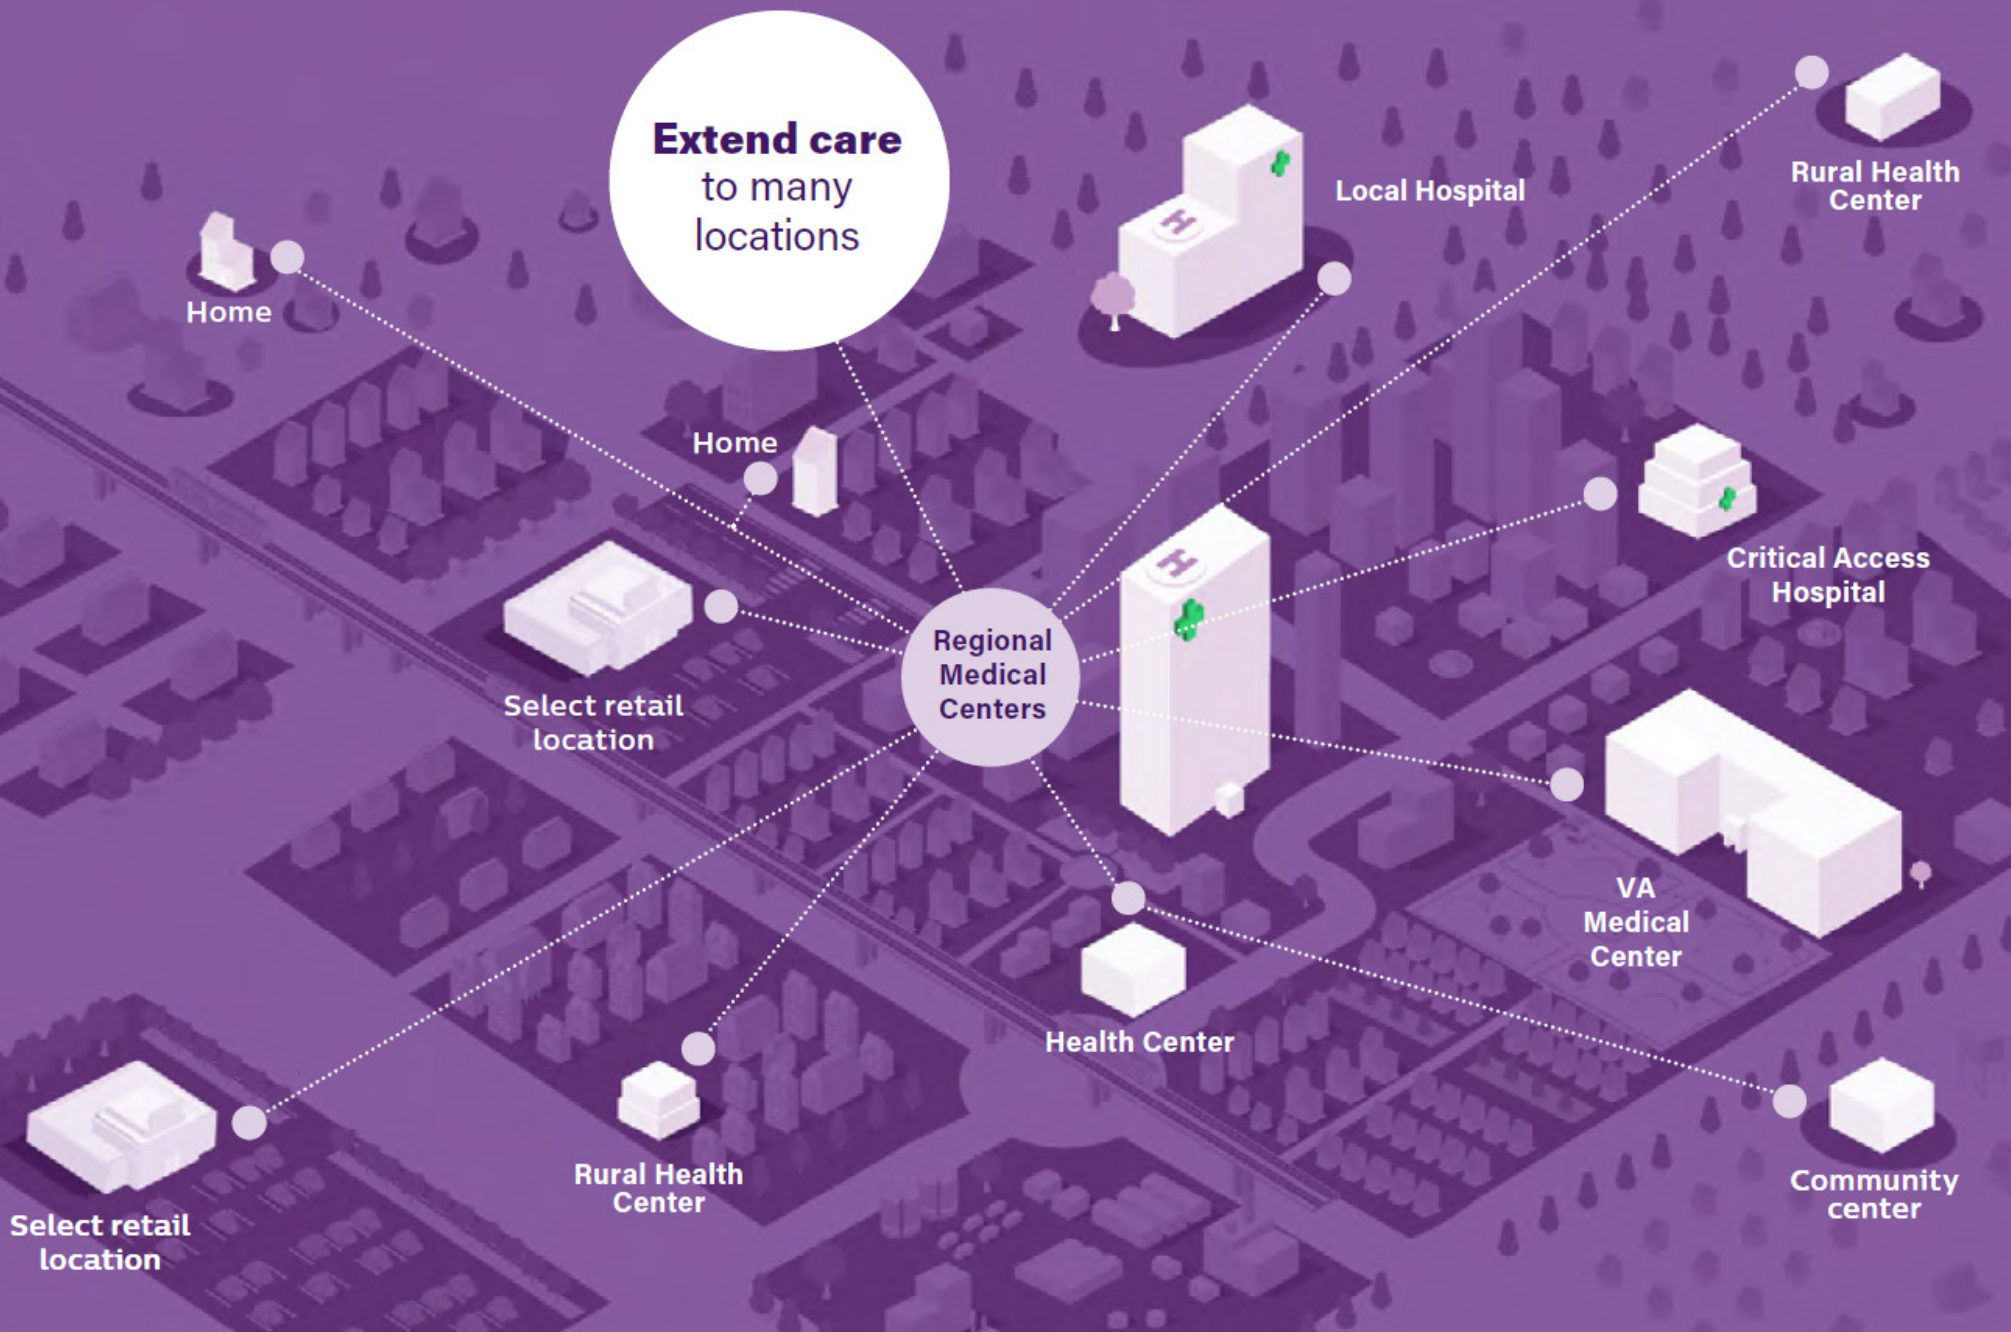 Extend care
to many
locations
Rural Health
Center
Local Hospital
Home
Home
Critical Access
Hospital
Regional
Medical
Centers
Select retail
location
VA
Medical
Center
Health Center
Rural Health
Center
Community
center
Select retail
location
H
H